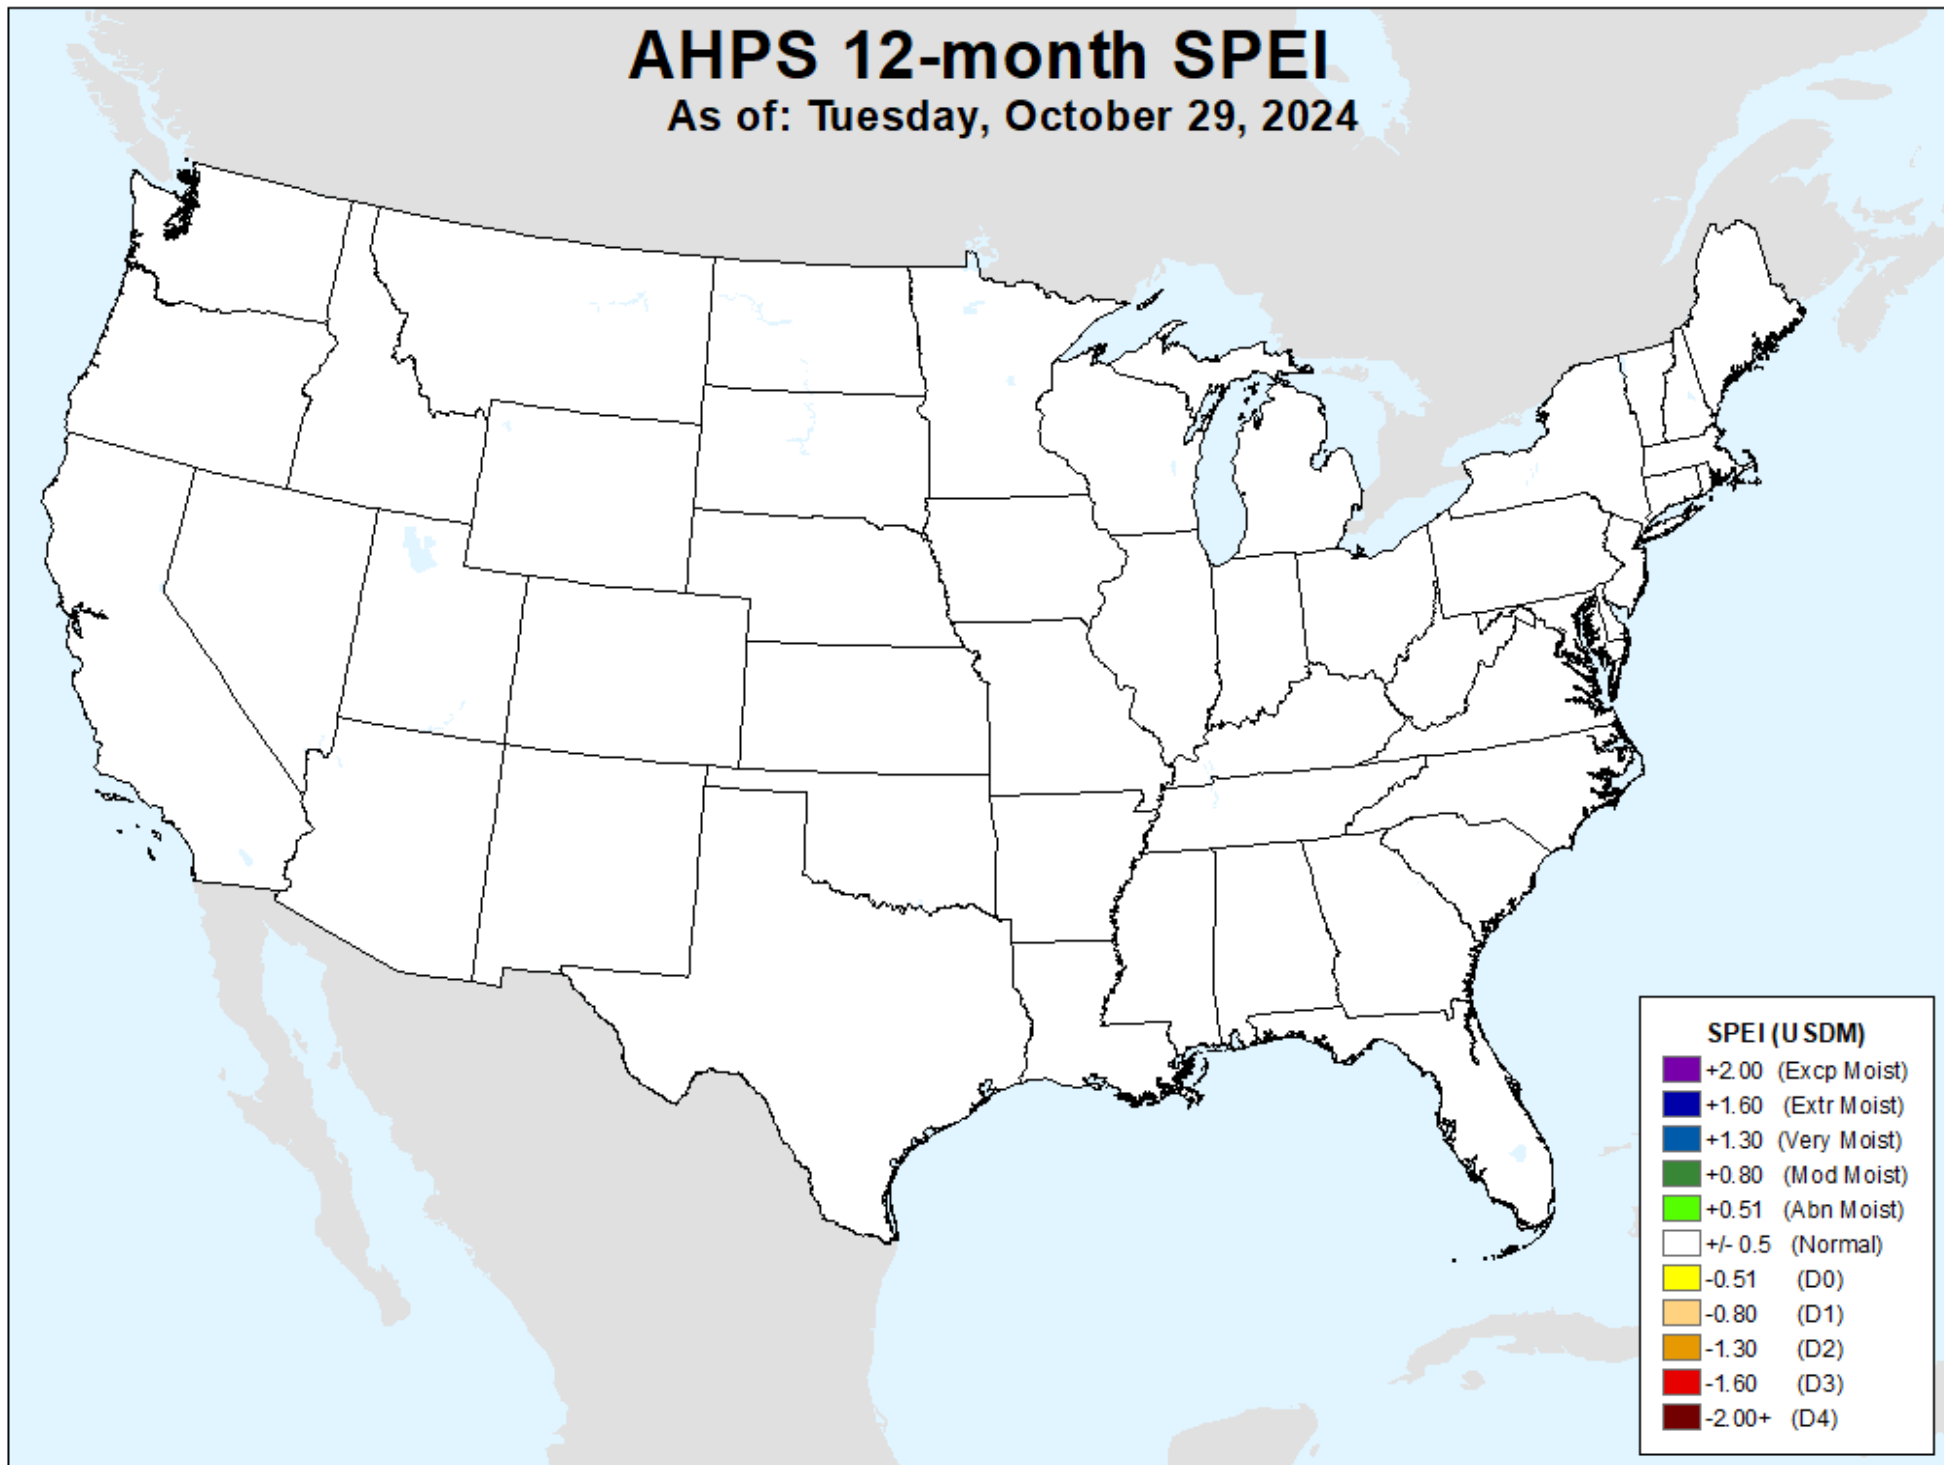 AHPS 12-month SPEI
As of: Tuesday, October 29, 2024
SPEI (USDM)
+2.00 (Excp Moist)
+1.60 (Extr Moist)
+1.30 (Very Moist)
+0.80 (Mod Moist)
+0.51 (Abn Moist)
+/- 0.5 (Normal)
-0.51 (D0)
-0.80 (D1)
-1.30 (D2)
-1.60 (D3)
-2.00+ (D4)